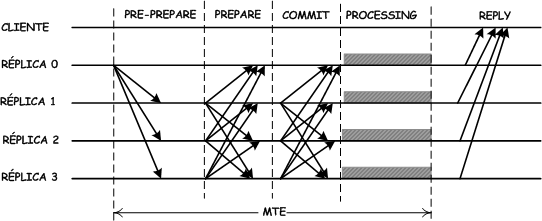 PRE-PREPARE PREPARE COMMIT PROCESSING REPLY
CLIENTE
RÉPLICA 0
RÉPLICA 1
RÉPLICA 2
RÉPLICA 3
MTE